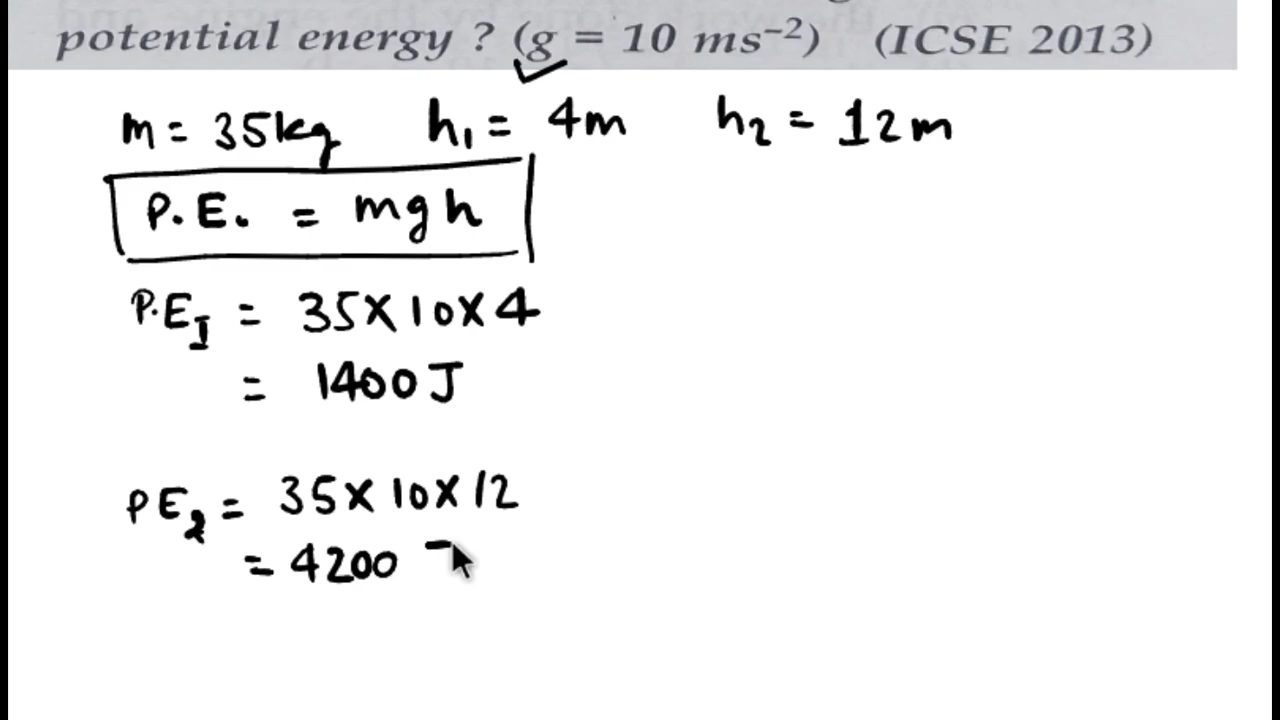 potential energy ? (g = 10 ms⁻²) (ICSE 2013)
m = 35kg h₁ = 4m h₂ = 12m
P.E. = mgh
P.E₁ = 35×10×4
= 1400 J
PE₂ = 35×10×12
= 4200